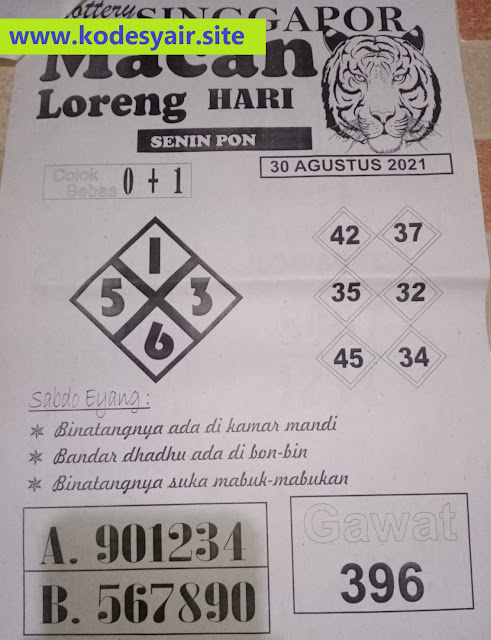 ottery SINGGAPOR
www.kodesyair.site
Macan
Loreng HARI
SENIN PON
30 AGUSTUS 2021
Colok Bebas 0 + 1
1
5 3
6
42 37
35 32
45 34
Sabdo Eyang :
✯ Binatangnya ada di kamar mandi
✯ Bandar dhadhu ada di bon-bin
✯ Binatangnya suka mabuk-mabukan
A. 901234
B. 567890
Gawat
396